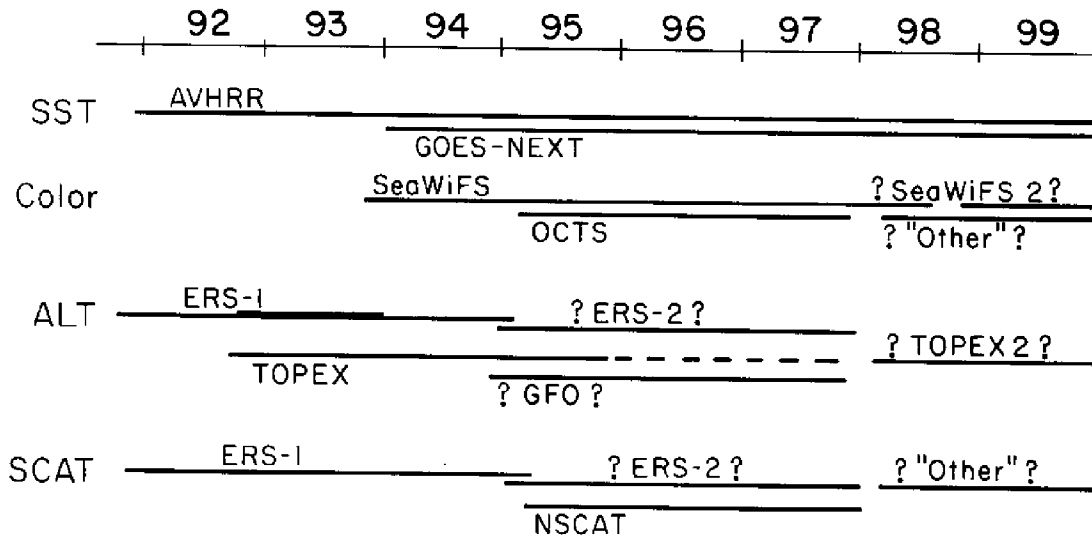 92 93 94 95 96 97 98 99
SST AVHRR
GOES-NEXT
Color SeaWiFS ? SeaWiFS 2 ?
OCTS ? "Other" ?
ALT ERS-1 ? ERS-2 ?
TOPEX ? TOPEX 2 ?
? GFO ?
SCAT ERS-1 ? ERS-2 ? ? "Other" ?
NSCAT